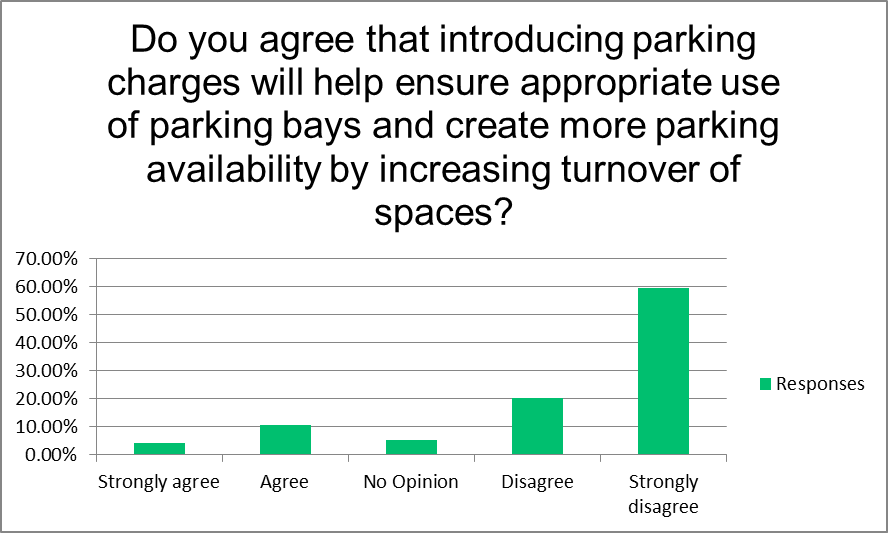 Do you agree that introducing parking
charges will help ensure appropriate use
of parking bays and create more parking
availability by increasing turnover of
spaces?
70.00%
60.00%
50.00%
40.00%
30.00%
20.00%
10.00%
0.00%
Strongly agree
Agree
No Opinion
Disagree
Strongly
disagree
Responses